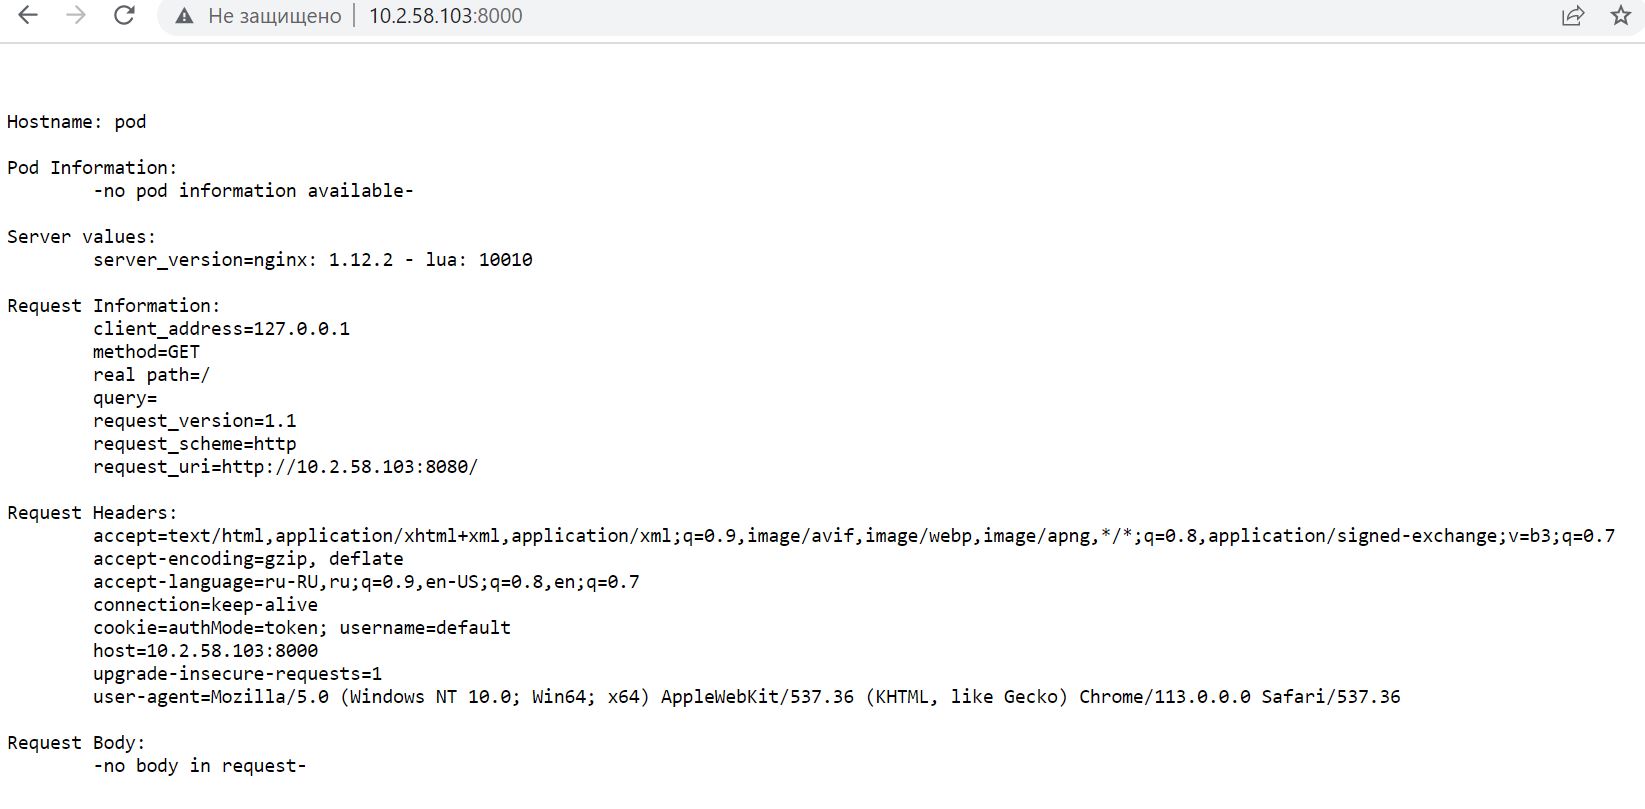 Не защищено | 10.2.58.103:8000
Hostname: pod
Pod Information:
-no pod information available-
Server values:
server_version=nginx: 1.12.2 - lua: 10010
Request Information:
client_address=127.0.0.1
method=GET
real path=/
query=
request_version=1.1
request_scheme=http
request_uri=http://10.2.58.103:8080/
Request Headers:
accept=text/html,application/xhtml+xml,application/xml;q=0.9,image/avif,image/webp,image/apng,*/*;q=0.8,application/signed-exchange;v=b3;q=0.7
accept-encoding=gzip, deflate
accept-language=ru-RU,ru;q=0.9,en-US;q=0.8,en;q=0.7
connection=keep-alive
cookie=authMode=token; username=default
host=10.2.58.103:8000
upgrade-insecure-requests=1
user-agent=Mozilla/5.0 (Windows NT 10.0; Win64; x64) AppleWebKit/537.36 (KHTML, like Gecko) Chrome/113.0.0.0 Safari/537.36
Request Body:
-no body in request-